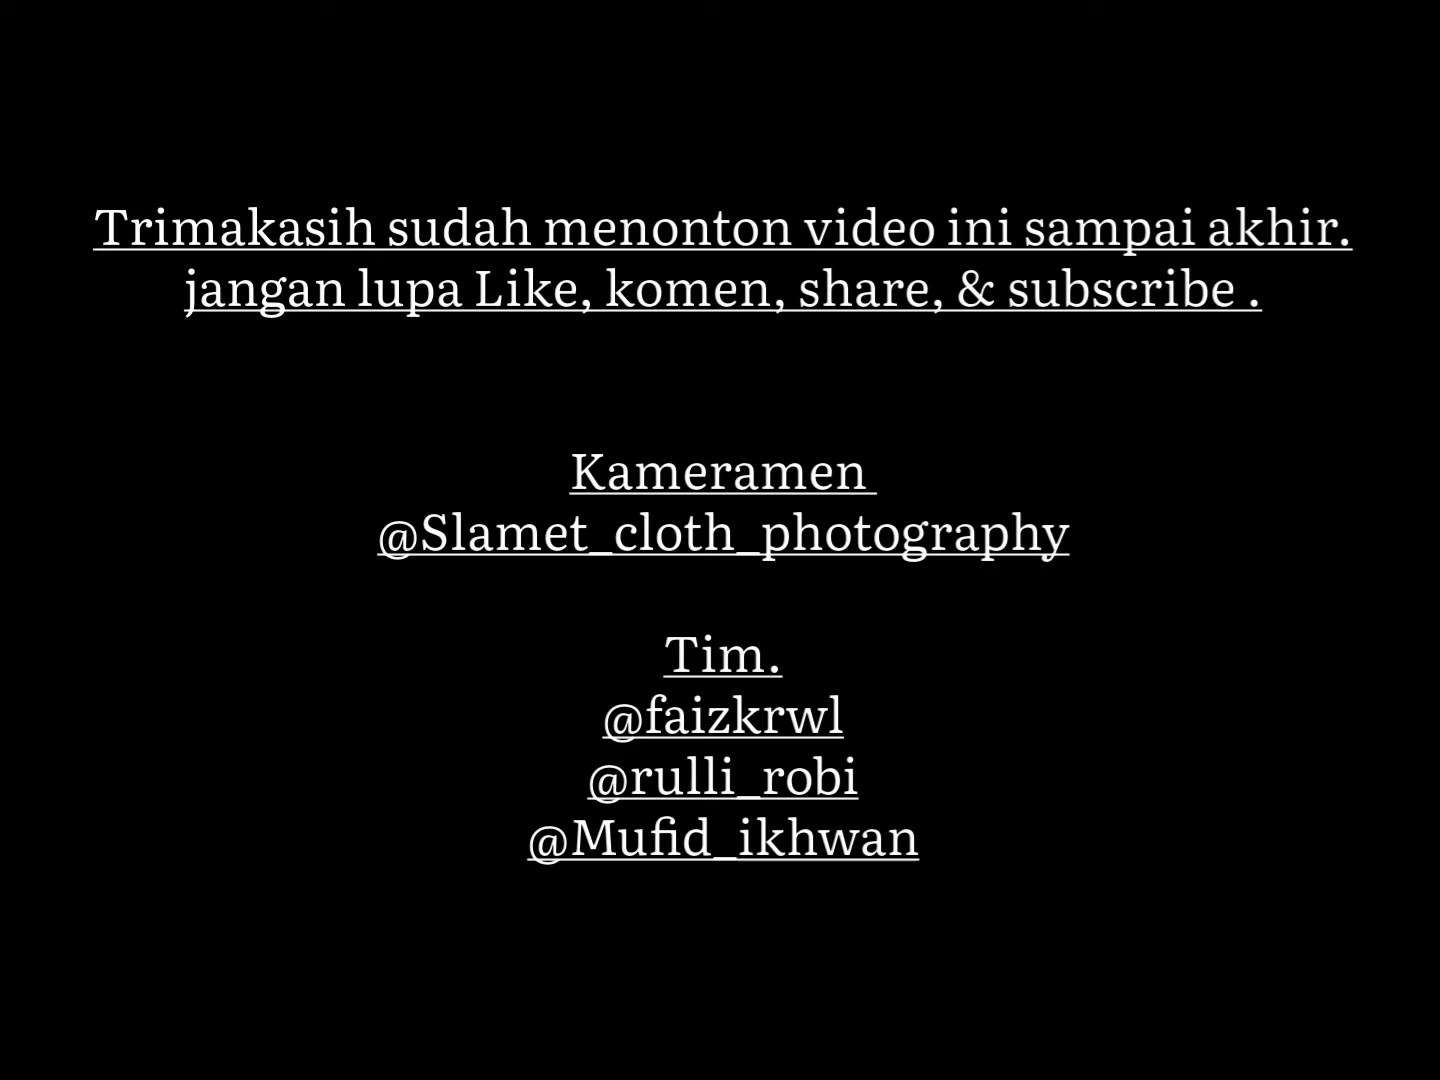 Trimakasih sudah menonton video ini sampai akhir.
jangan lupa Like, komen, share, & subscribe .
Kameramen
@Slamet_cloth_photography
Tim.
@faizkrwl
@rulli_robi
@Mufid_ikhwan